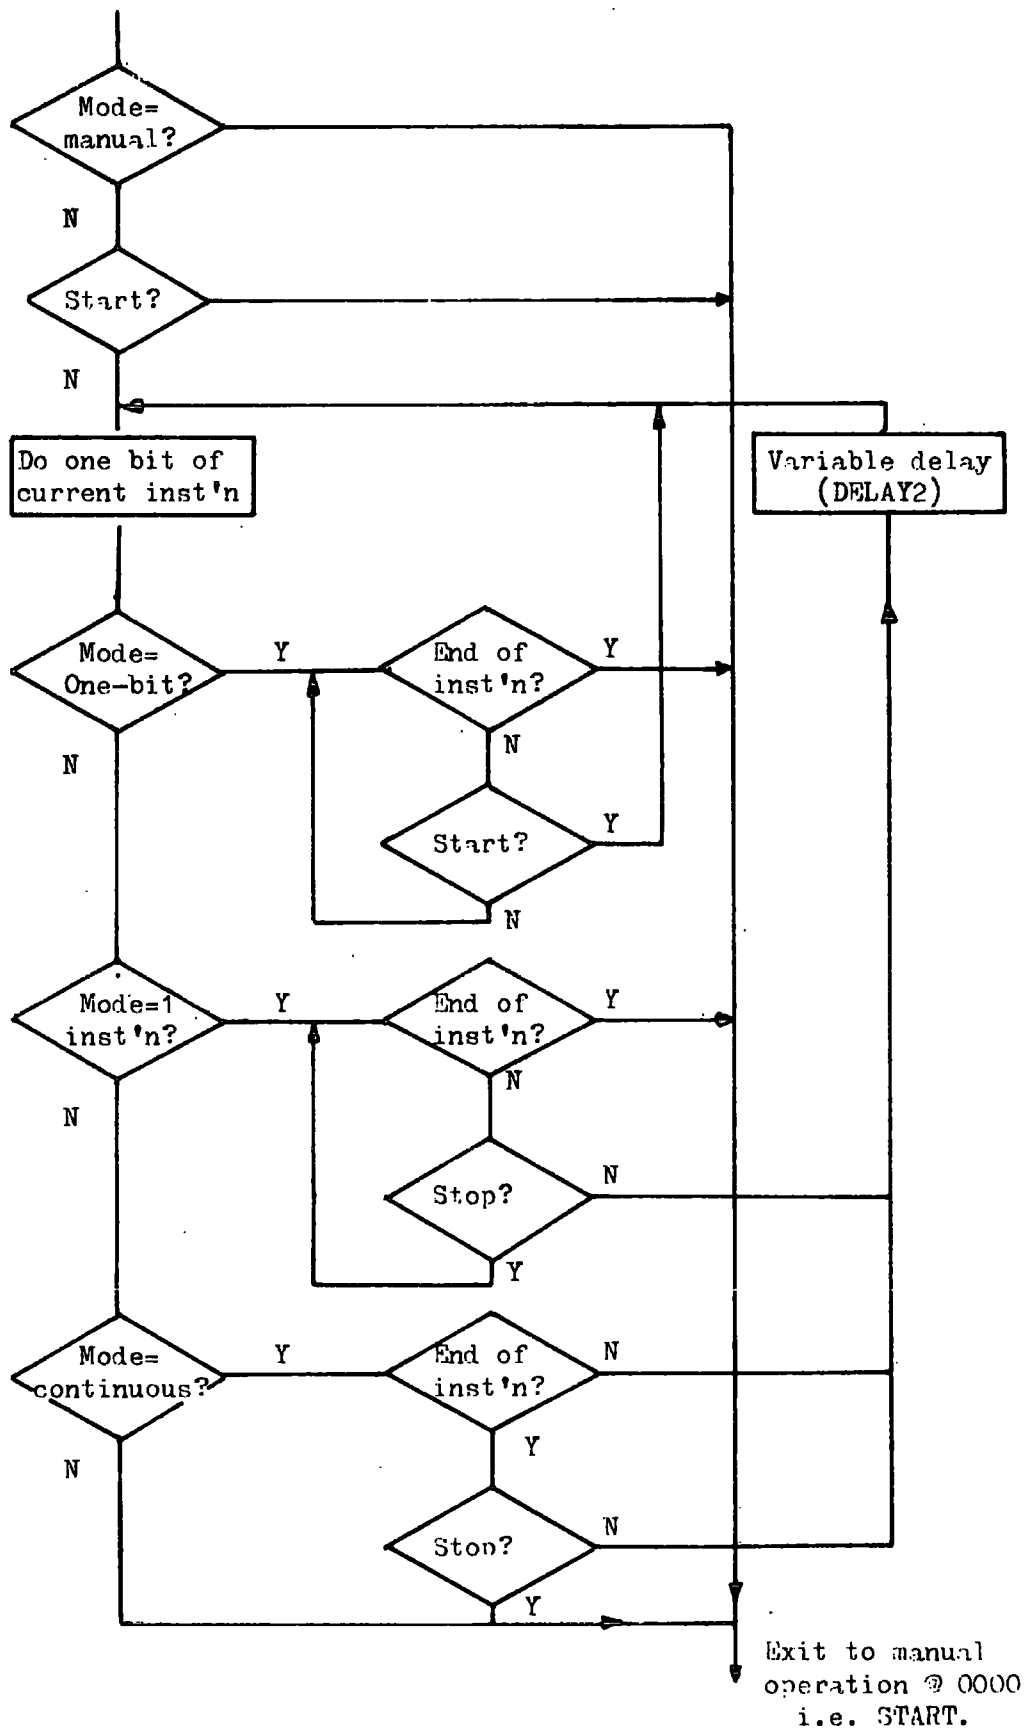 Mode=
manual?
N
Start?
N
Do one bit of
current inst'n
Variable delay
(DELAY2)
Mode=
One-bit?
Y
End of
inst'n?
Y
N
N
Start?
Y
N
Mode=1
inst'n?
Y
End of
inst'n?
Y
N
N
Stop?
N
Y
Mode=
continuous?
Y
End of
inst'n?
N
Y
N
Stop?
N
Y
Exit to manual
operation @ 0000
i.e. START.